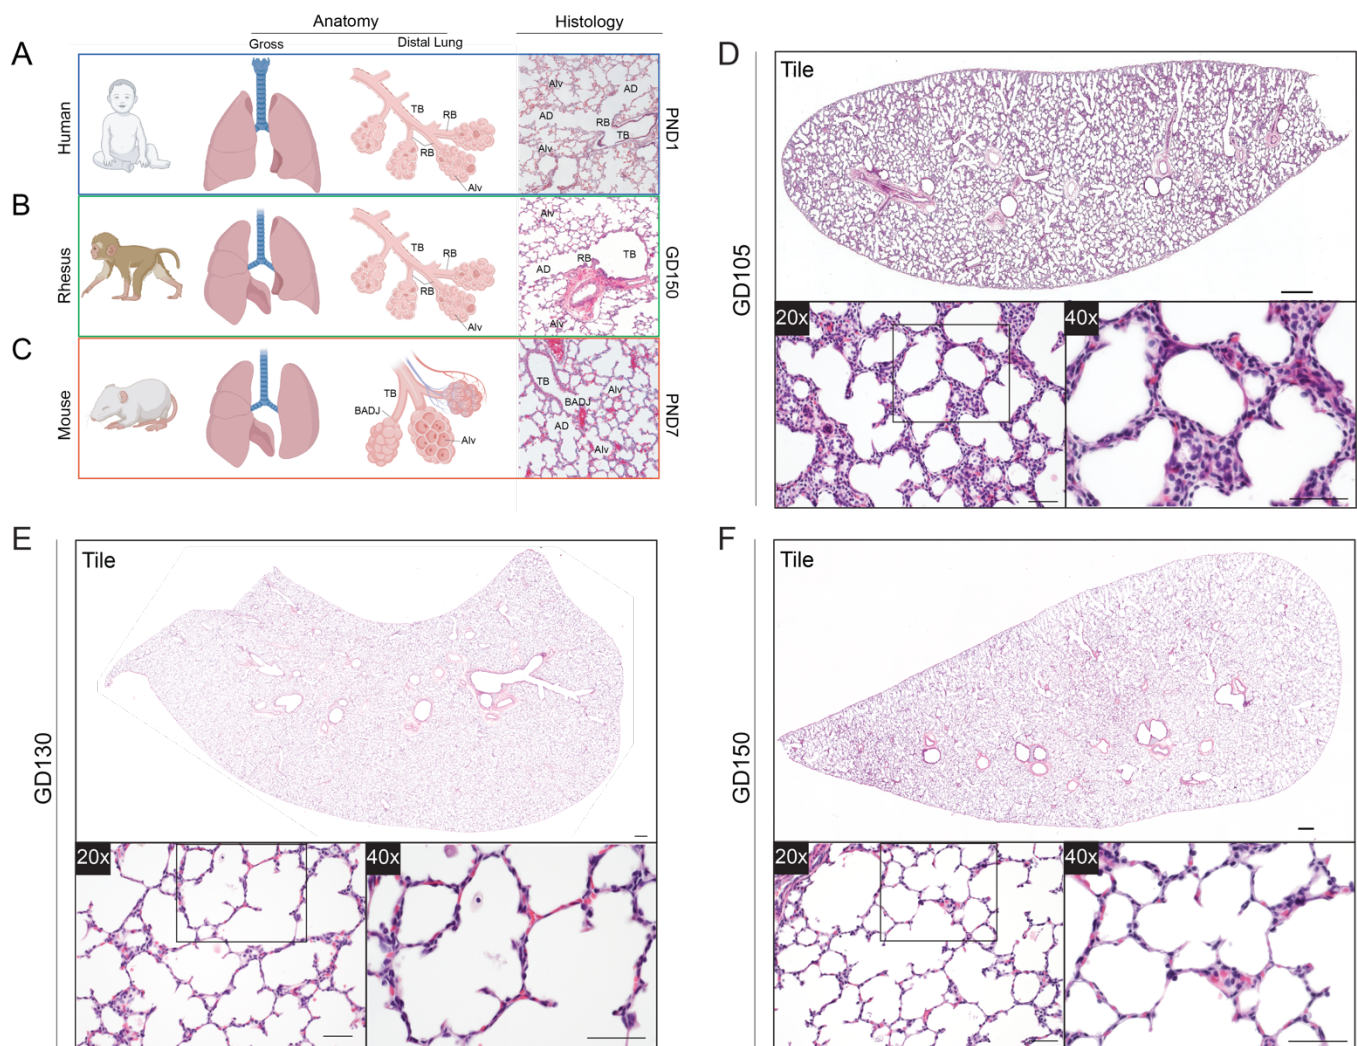 Anatomy
Histology
Gross
Distal Lung
A
Human
TB
RB
RB
Alv
Alv
AD
AD
RB
TB
Alv
PND1
B
Rhesus
TB
RB
RB
Alv
Alv
TB
RB
AD
Alv
GD150
C
Mouse
TB
BADJ
Alv
TB
Alv
BADJ
AD
Alv
PND7
D
GD105
Tile
20x
40x
E
GD130
Tile
20x
40x
F
GD150
Tile
20x
40x